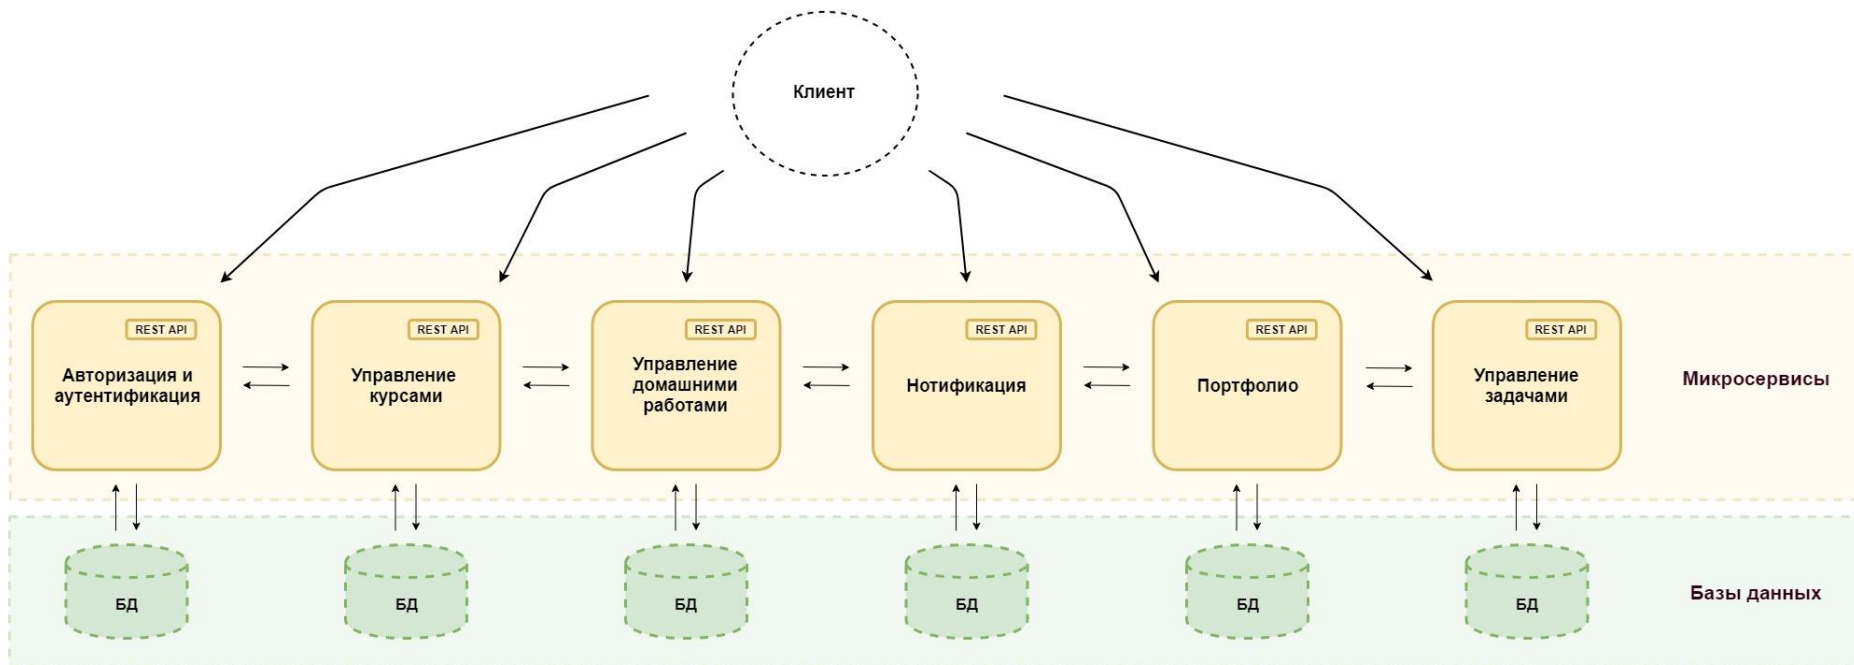 Клиент
REST API
REST API
REST API
REST API
REST API
REST API
Авторизация и
аутентификация
Управление
курсами
Управление
домашними
работами
Нотификация
Портфолио
Управление
задачами
Микросервисы
БД
БД
БД
БД
БД
БД
Базы данных